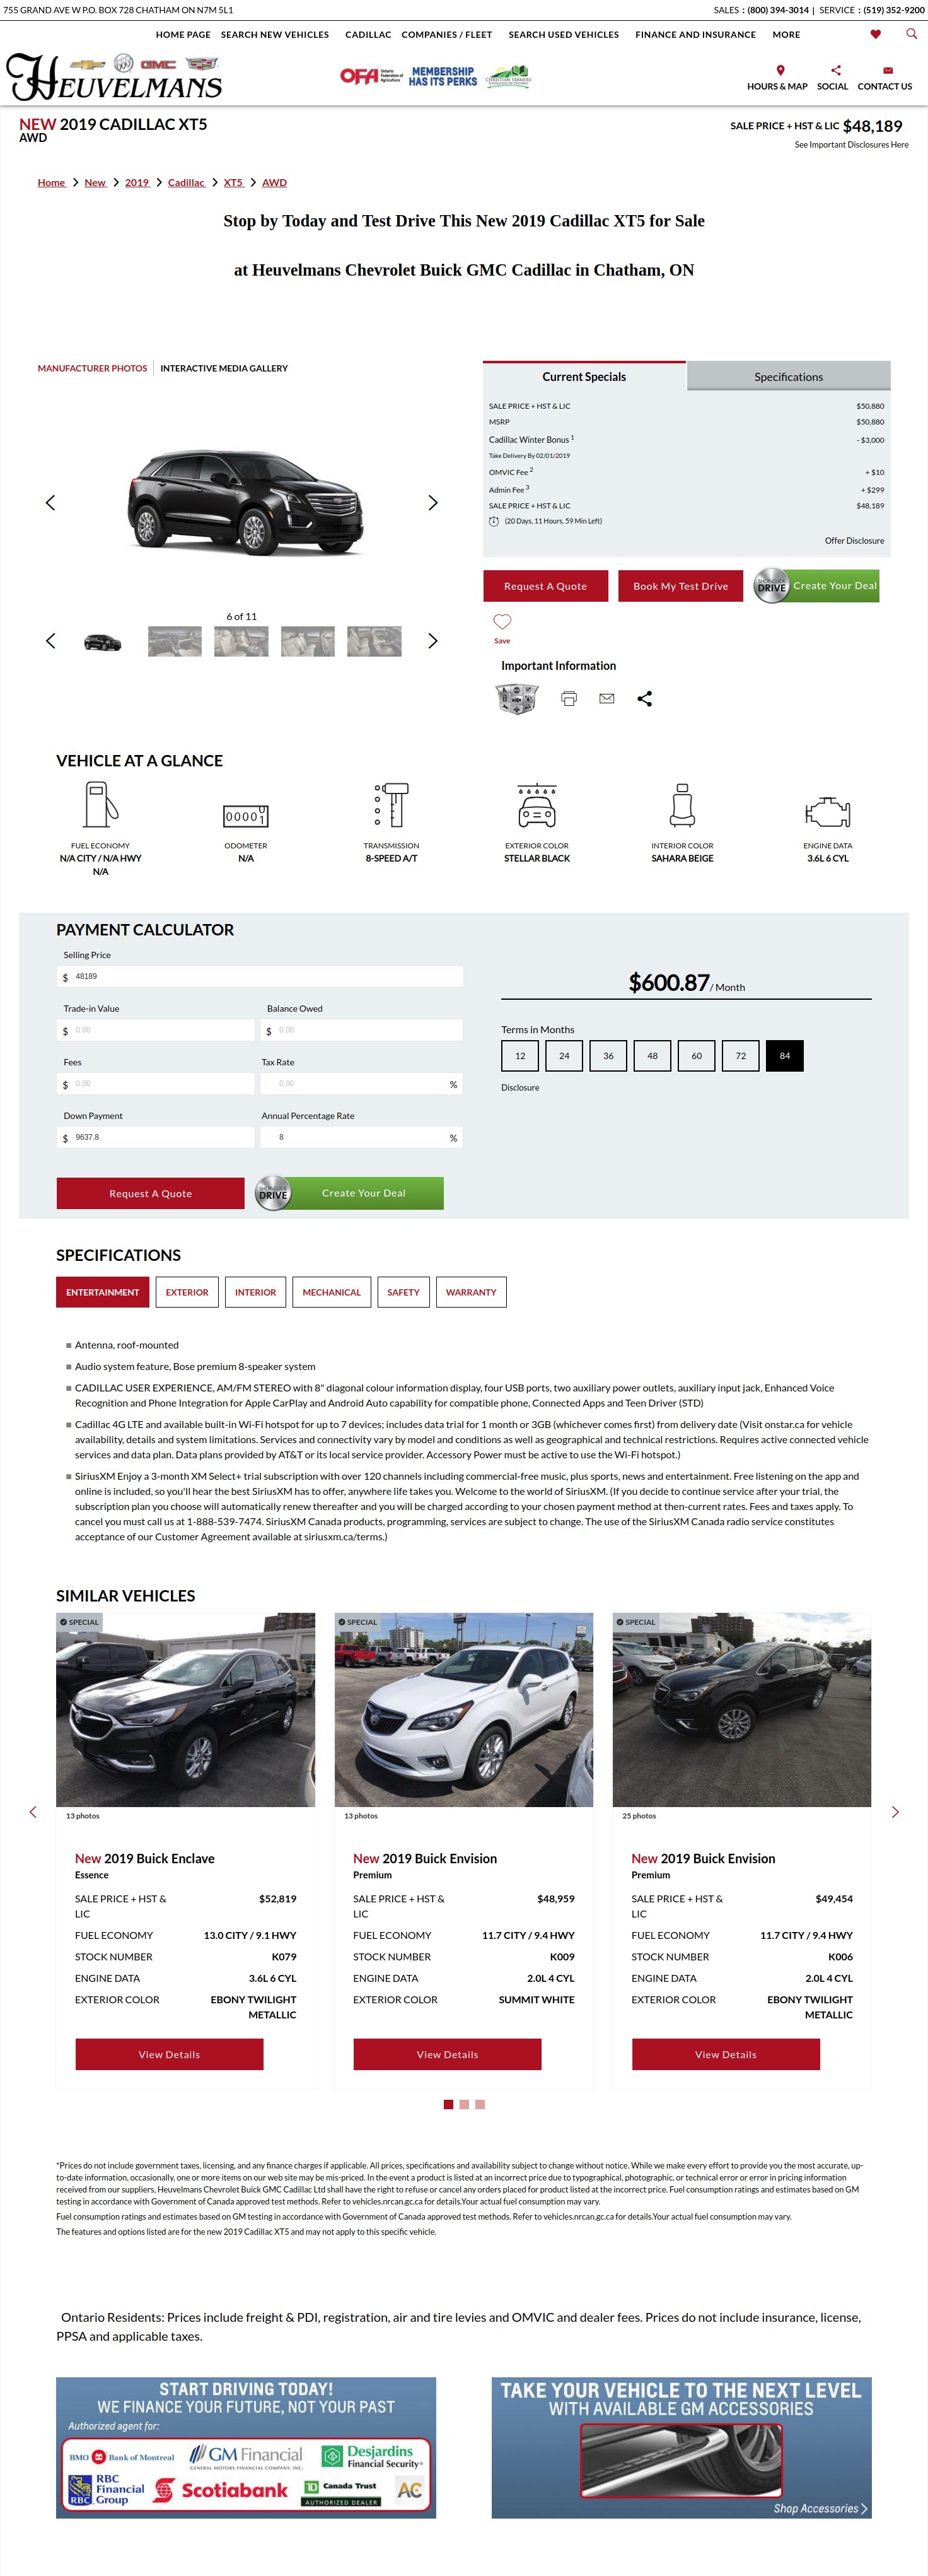 755 GRAND AVE W P.O. BOX 728 CHATHAM ON N7M 5L1
SALES : (800) 394-3014 | SERVICE : (519) 352-9200
HOME PAGE SEARCH NEW VEHICLES CADILLAC COMPANIES / FLEET SEARCH USED VEHICLES FINANCE AND INSURANCE MORE
HEUVELMANS
GMC
OFA Ontario Federation of Agriculture
MEMBERSHIP HAS ITS PERKS
CHRISTIAN FARMERS
HOURS & MAP SOCIAL CONTACT US
NEW 2019 CADILLAC XT5
AWD
SALE PRICE + HST & LIC $48,189
See Important Disclosures Here
Home > New > 2019 > Cadillac > XT5 > AWD
Stop by Today and Test Drive This New 2019 Cadillac XT5 for Sale
at Heuvelmans Chevrolet Buick GMC Cadillac in Chatham, ON
MANUFACTURER PHOTOS | INTERACTIVE MEDIA GALLERY
6 of 11
Current Specials
Specifications
SALE PRICE + HST & LIC $50,880
MSRP $50,880
Cadillac Winter Bonus 1 - $3,000
Take Delivery By 02/01/2019
OMVIC Fee 2 + $10
Admin Fee 3 + $299
SALE PRICE + HST & LIC $48,189
(20 Days, 11 Hours, 59 Min Left)
Offer Disclosure
Request A Quote
Book My Test Drive
SHOP·CLICK DRIVE Create Your Deal
Save
Important Information
VEHICLE AT A GLANCE
00001
FUEL ECONOMY
N/A CITY / N/A HWY
N/A
ODOMETER
N/A
TRANSMISSION
8-SPEED A/T
EXTERIOR COLOR
STELLAR BLACK
INTERIOR COLOR
SAHARA BEIGE
ENGINE DATA
3.6L 6 CYL
PAYMENT CALCULATOR
Selling Price
$ 48189
Trade-in Value
$ 0.00
Balance Owed
$ 0.00
Fees
$ 0.00
Tax Rate
0.00 %
Down Payment
$ 9637.8
Annual Percentage Rate
8 %
$600.87 / Month
Terms in Months
12 24 36 48 60 72 84
Disclosure
Request A Quote
SHOP·CLICK DRIVE Create Your Deal
SPECIFICATIONS
ENTERTAINMENT EXTERIOR INTERIOR MECHANICAL SAFETY WARRANTY
Antenna, roof-mounted
Audio system feature, Bose premium 8-speaker system
CADILLAC USER EXPERIENCE, AM/FM STEREO with 8" diagonal colour information display, four USB ports, two auxiliary power outlets, auxiliary input jack, Enhanced Voice
Recognition and Phone Integration for Apple CarPlay and Android Auto capability for compatible phone, Connected Apps and Teen Driver (STD)
Cadillac 4G LTE and available built-in Wi-Fi hotspot for up to 7 devices; includes data trial for 1 month or 3GB (whichever comes first) from delivery date (Visit onstar.ca for vehicle
availability, details and system limitations. Services and connectivity vary by model and conditions as well as geographical and technical restrictions. Requires active connected vehicle
services and data plan. Data plans provided by AT&T or its local service provider. Accessory Power must be active to use the Wi-Fi hotspot.)
SiriusXM Enjoy a 3-month XM Select+ trial subscription with over 120 channels including commercial-free music, plus sports, news and entertainment. Free listening on the app and
online is included, so you'll hear the best SiriusXM has to offer, anywhere life takes you. Welcome to the world of SiriusXM. (If you decide to continue service after your trial, the
subscription plan you choose will automatically renew thereafter and you will be charged according to your chosen payment method at then-current rates. Fees and taxes apply. To
cancel you must call us at 1-888-539-7474. SiriusXM Canada products, programming, services are subject to change. The use of the SiriusXM Canada radio service constitutes
acceptance of our Customer Agreement available at siriusxm.ca/terms.)
SIMILAR VEHICLES
SPECIAL
13 photos
New 2019 Buick Enclave
Essence
SALE PRICE + HST & LIC $52,819
FUEL ECONOMY 13.0 CITY / 9.1 HWY
STOCK NUMBER K079
ENGINE DATA 3.6L 6 CYL
EXTERIOR COLOR EBONY TWILIGHT METALLIC
View Details
SPECIAL
13 photos
New 2019 Buick Envision
Premium
SALE PRICE + HST & LIC $48,959
FUEL ECONOMY 11.7 CITY / 9.4 HWY
STOCK NUMBER K009
ENGINE DATA 2.0L 4 CYL
EXTERIOR COLOR SUMMIT WHITE
View Details
SPECIAL
25 photos
New 2019 Buick Envision
Premium
SALE PRICE + HST & LIC $49,454
FUEL ECONOMY 11.7 CITY / 9.4 HWY
STOCK NUMBER K006
ENGINE DATA 2.0L 4 CYL
EXTERIOR COLOR EBONY TWILIGHT METALLIC
View Details
*Prices do not include government taxes, licensing, and any finance charges if applicable. All prices, specifications and availability subject to change without notice. While we make every effort to provide you the most accurate, up-
to-date information, occasionally, one or more items on our web site may be mis-priced. In the event a product is listed at an incorrect price due to typographical, photographic, or technical error or error in pricing information
received from our suppliers, Heuvelmans Chevrolet Buick GMC Cadillac Ltd shall have the right to refuse or cancel any orders placed for product listed at the incorrect price. Fuel consumption ratings and estimates based on GM
testing in accordance with Government of Canada approved test methods. Refer to vehicles.nrcan.gc.ca for details.Your actual fuel consumption may vary.
Fuel consumption ratings and estimates based on GM testing in accordance with Government of Canada approved test methods. Refer to vehicles.nrcan.gc.ca for details.Your actual fuel consumption may vary.
The features and options listed are for the new 2019 Cadillac XT5 and may not apply to this specific vehicle.
Ontario Residents: Prices include freight & PDI, registration, air and tire levies and OMVIC and dealer fees. Prices do not include insurance, license,
PPSA and applicable taxes.
START DRIVING TODAY!
WE FINANCE YOUR FUTURE, NOT YOUR PAST
Authorized agent for:
BMO Bank of Montreal
GM Financial
GENERAL MOTORS FINANCIAL COMPANY, INC.
Desjardins
Financial Security
RBC
RBC Financial Group
Scotiabank
TD Canada Trust
AUTHORIZED DEALER
AC
TAKE YOUR VEHICLE TO THE NEXT LEVEL
WITH AVAILABLE GM ACCESSORIES
Shop Accessories >